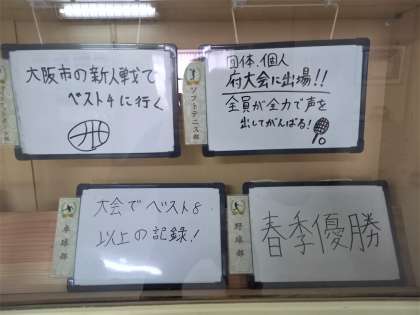 大阪市の新人戦で
ベスト4に行く
ソフトテニス部
団体、個人
府大会に出場!!
全員が全力で声を
出してがんばる!
卓球部
大会でベスト8
以上の記録!
野球部
春季優勝